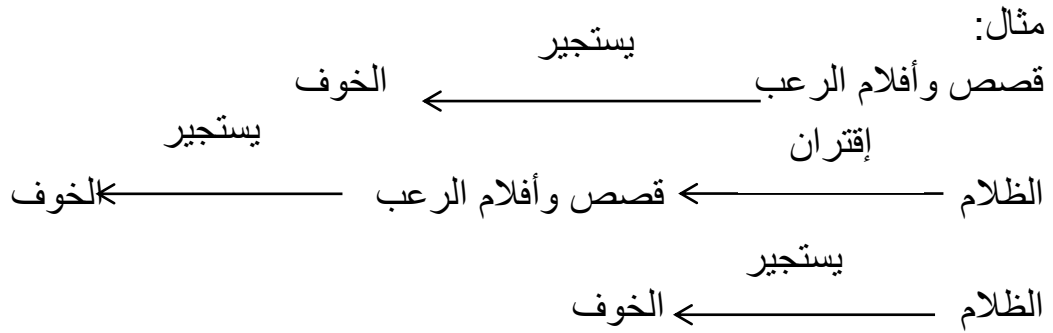 مثال:
يستجير
قصص وأفلام الرعب الخوف
إقتران يستجير
الظلام قصص وأفلام الرعب الخوف
يستجير
الظلام الخوف